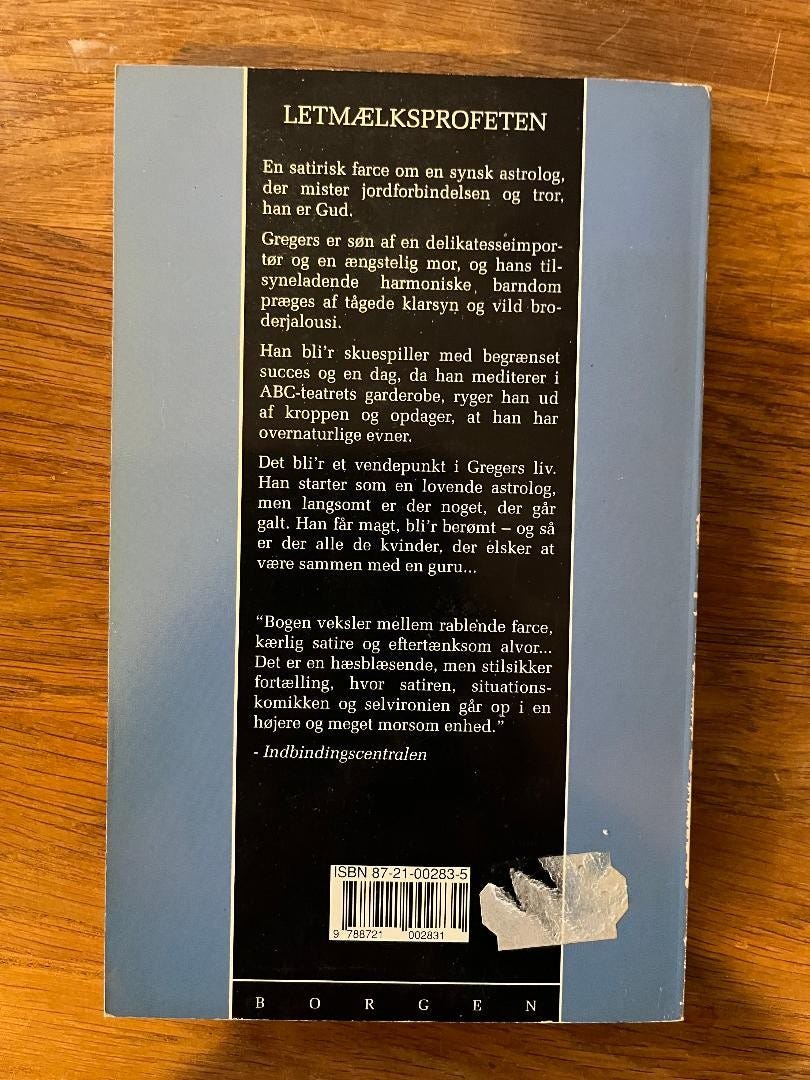 LETMÆLKSPROFETEN
En satirisk farce om en synsk astrolog,
der mister jordforbindelsen og tror,
han er Gud.
Gregers er søn af en delikatesseimpor-
tør og en ængstelig mor, og hans til-
syneladende harmoniske barndom
præges af tågede klarsyn og vild bro-
derjalousi.
Han bli'r skuespiller med begrænset
succes og en dag, da han mediterer i
ABC-teatrets garderobe, ryger han ud
af kroppen og opdager, at han har
overnaturlige evner.
Det bli'r et vendepunkt i Gregers liv.
Han starter som en lovende astrolog,
men langsomt er der noget, der går
galt. Han får magt, bli'r berømt – og så
er der alle de kvinder, der elsker at
være sammen med en guru...
"Bogen veksler mellem rablende farce,
kærlig satire og eftertænksom alvor...
Det er en hæsblæsende, men stilsikker
fortælling, hvor satiren, situations-
komikken og selvironien går op i en
højere og meget morsom enhed."
- Indbindingscentralen
ISBN 87-21-00283-5
9 788721 002831
BORGEN